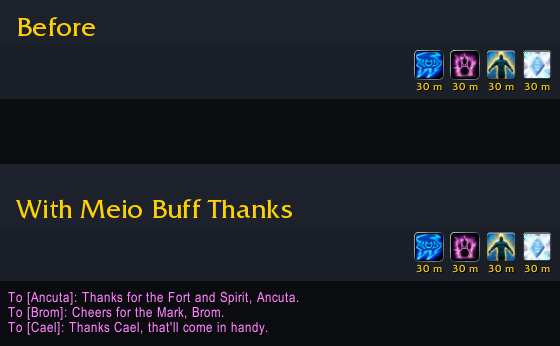 Before
30 m 30 m 30 m 30 m
With Meio Buff Thanks
30 m 30 m 30 m 30 m
To [Ancuta]: Thanks for the Fort and Spirit, Ancuta.
To [Brom]: Cheers for the Mark, Brom.
To [Cael]: Thanks Cael, that'll come in handy.